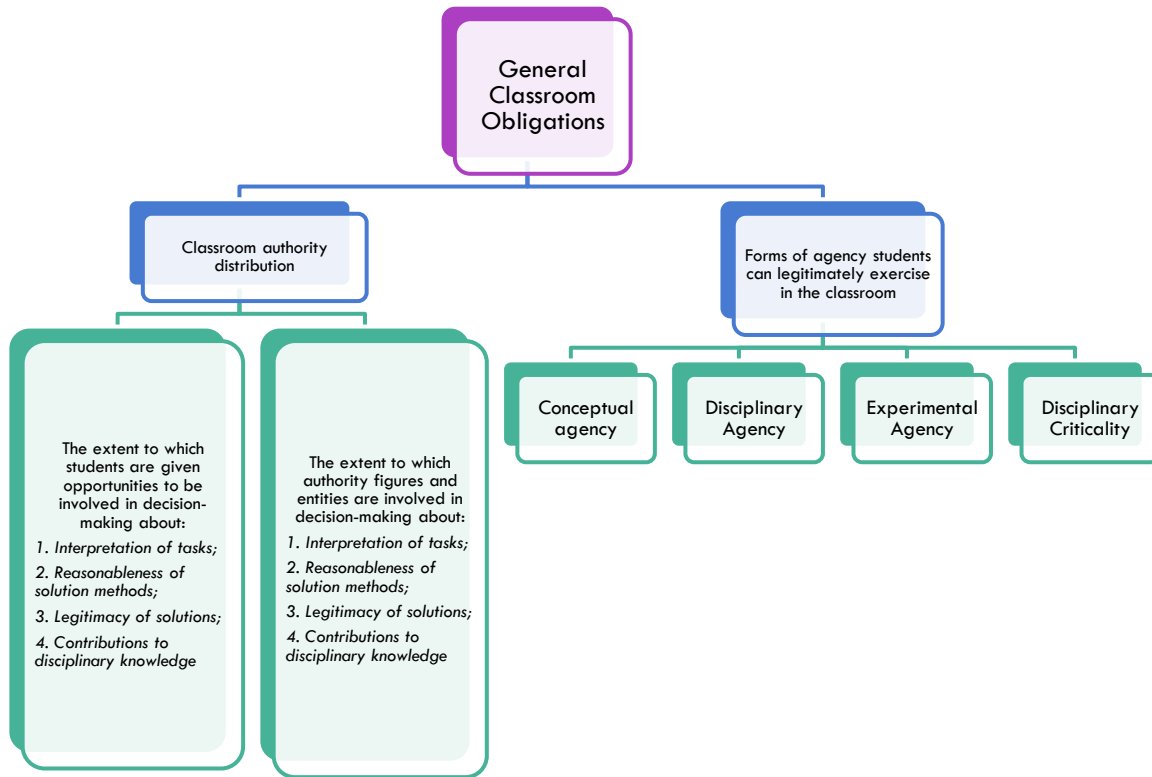 General
Classroom
Obligations
Classroom authority
distribution
Forms of agency students
can legitimately exercise
in the classroom
The extent to which
students are given
opportunities to be
involved in decision-
making about:
1. Interpretation of tasks;
2. Reasonableness of
solution methods;
3. Legitimacy of solutions;
4. Contributions to
disciplinary knowledge
The extent to which
authority figures and
entities are involved in
decision-making about:
1. Interpretation of tasks;
2. Reasonableness of
solution methods;
3. Legitimacy of solutions;
4. Contributions to
disciplinary knowledge
Conceptual
agency
Disciplinary
Agency
Experimental
Agency
Disciplinary
Criticality